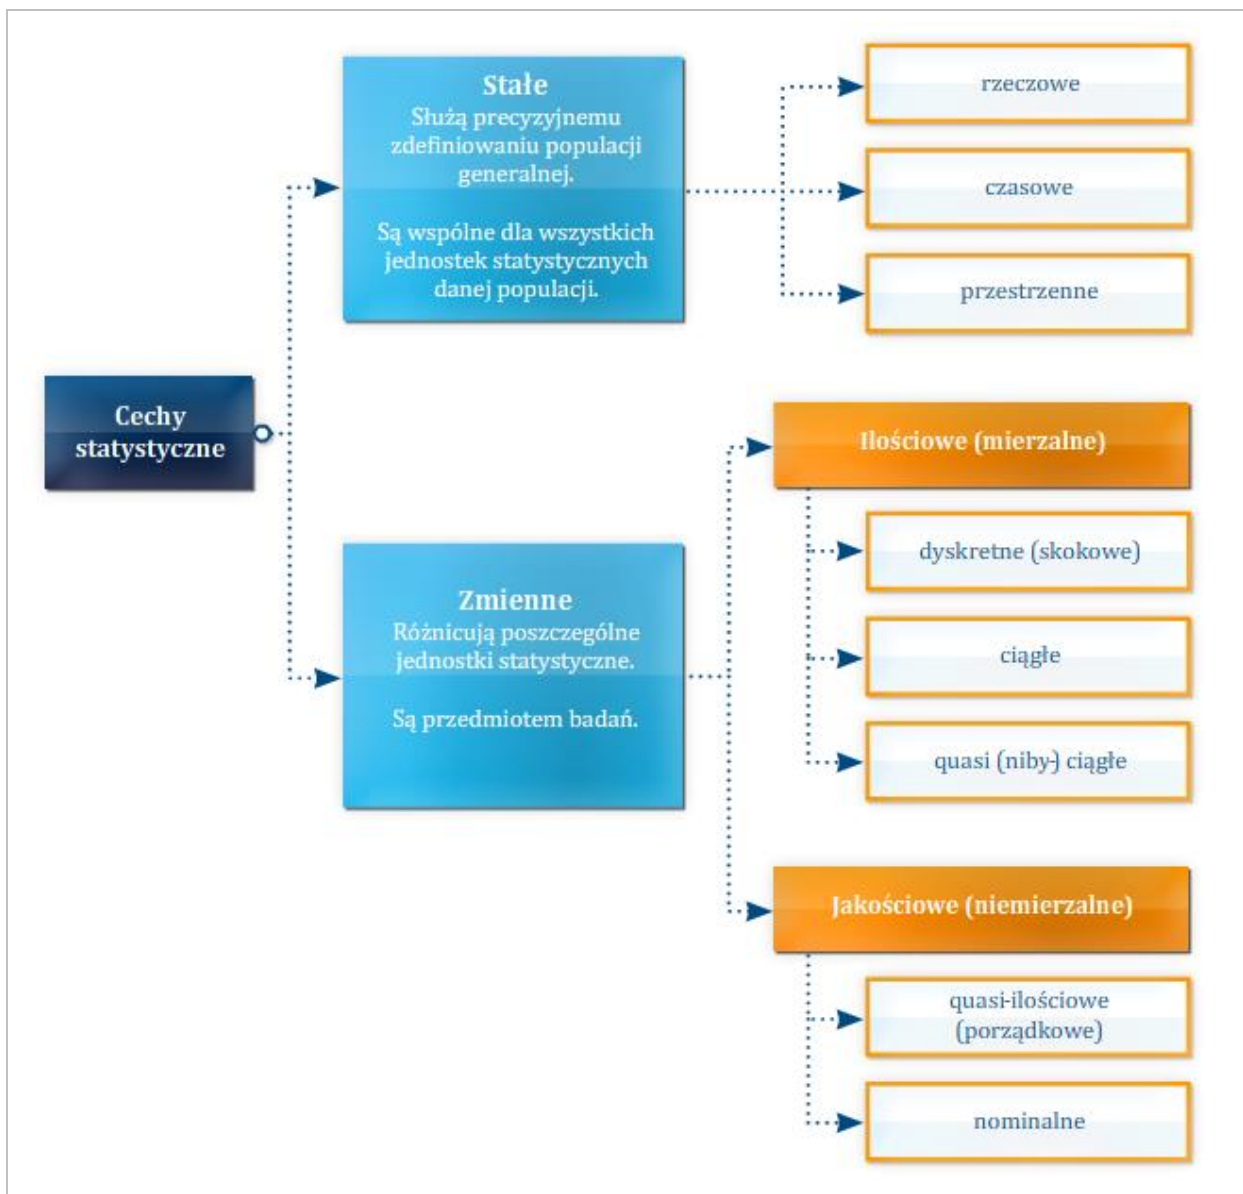 Cechy
statystyczne
Stałe
Służą precyzyjnemu
zdefiniowaniu populacji
generalnej.
Są wspólne dla wszystkich
jednostek statystycznych
danej populacji.
rzeczowe
czasowe
przestrzenne
Zmienne
Różnicują poszczególne
jednostki statystyczne.
Są przedmiotem badań.
Ilościowe (mierzalne)
dyskretne (skokowe)
ciągłe
quasi (niby-) ciągłe
Jakościowe (niemierzalne)
quasi-ilościowe
(porządkowe)
nominalne